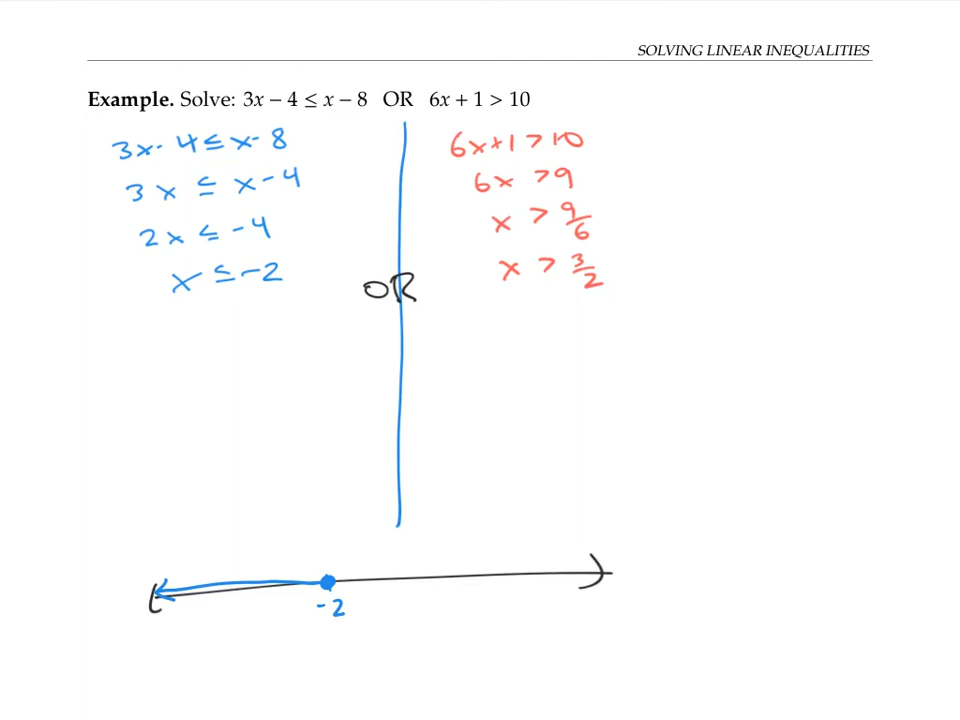 SOLVING LINEAR INEQUALITIES
Example. Solve: 3x − 4 ≤ x − 8 OR 6x + 1 > 10
3x - 4 ≤ x - 8
3x ≤ x - 4
2x ≤ -4
x ≤ -2
OR
6x+1 > 10
6x > 9
x > 9/6
x > 3/2
-2